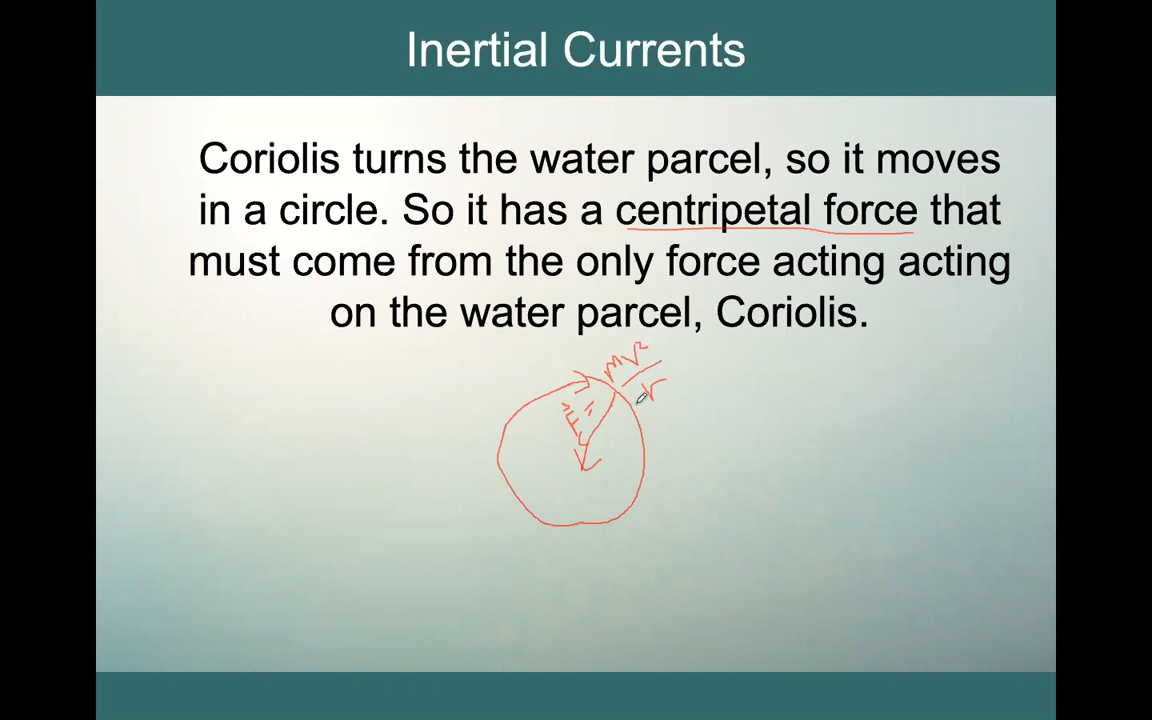 Inertial Currents
Coriolis turns the water parcel, so it moves
in a circle. So it has a centripetal force that
must come from the only force acting acting
on the water parcel, Coriolis.
mv²
r